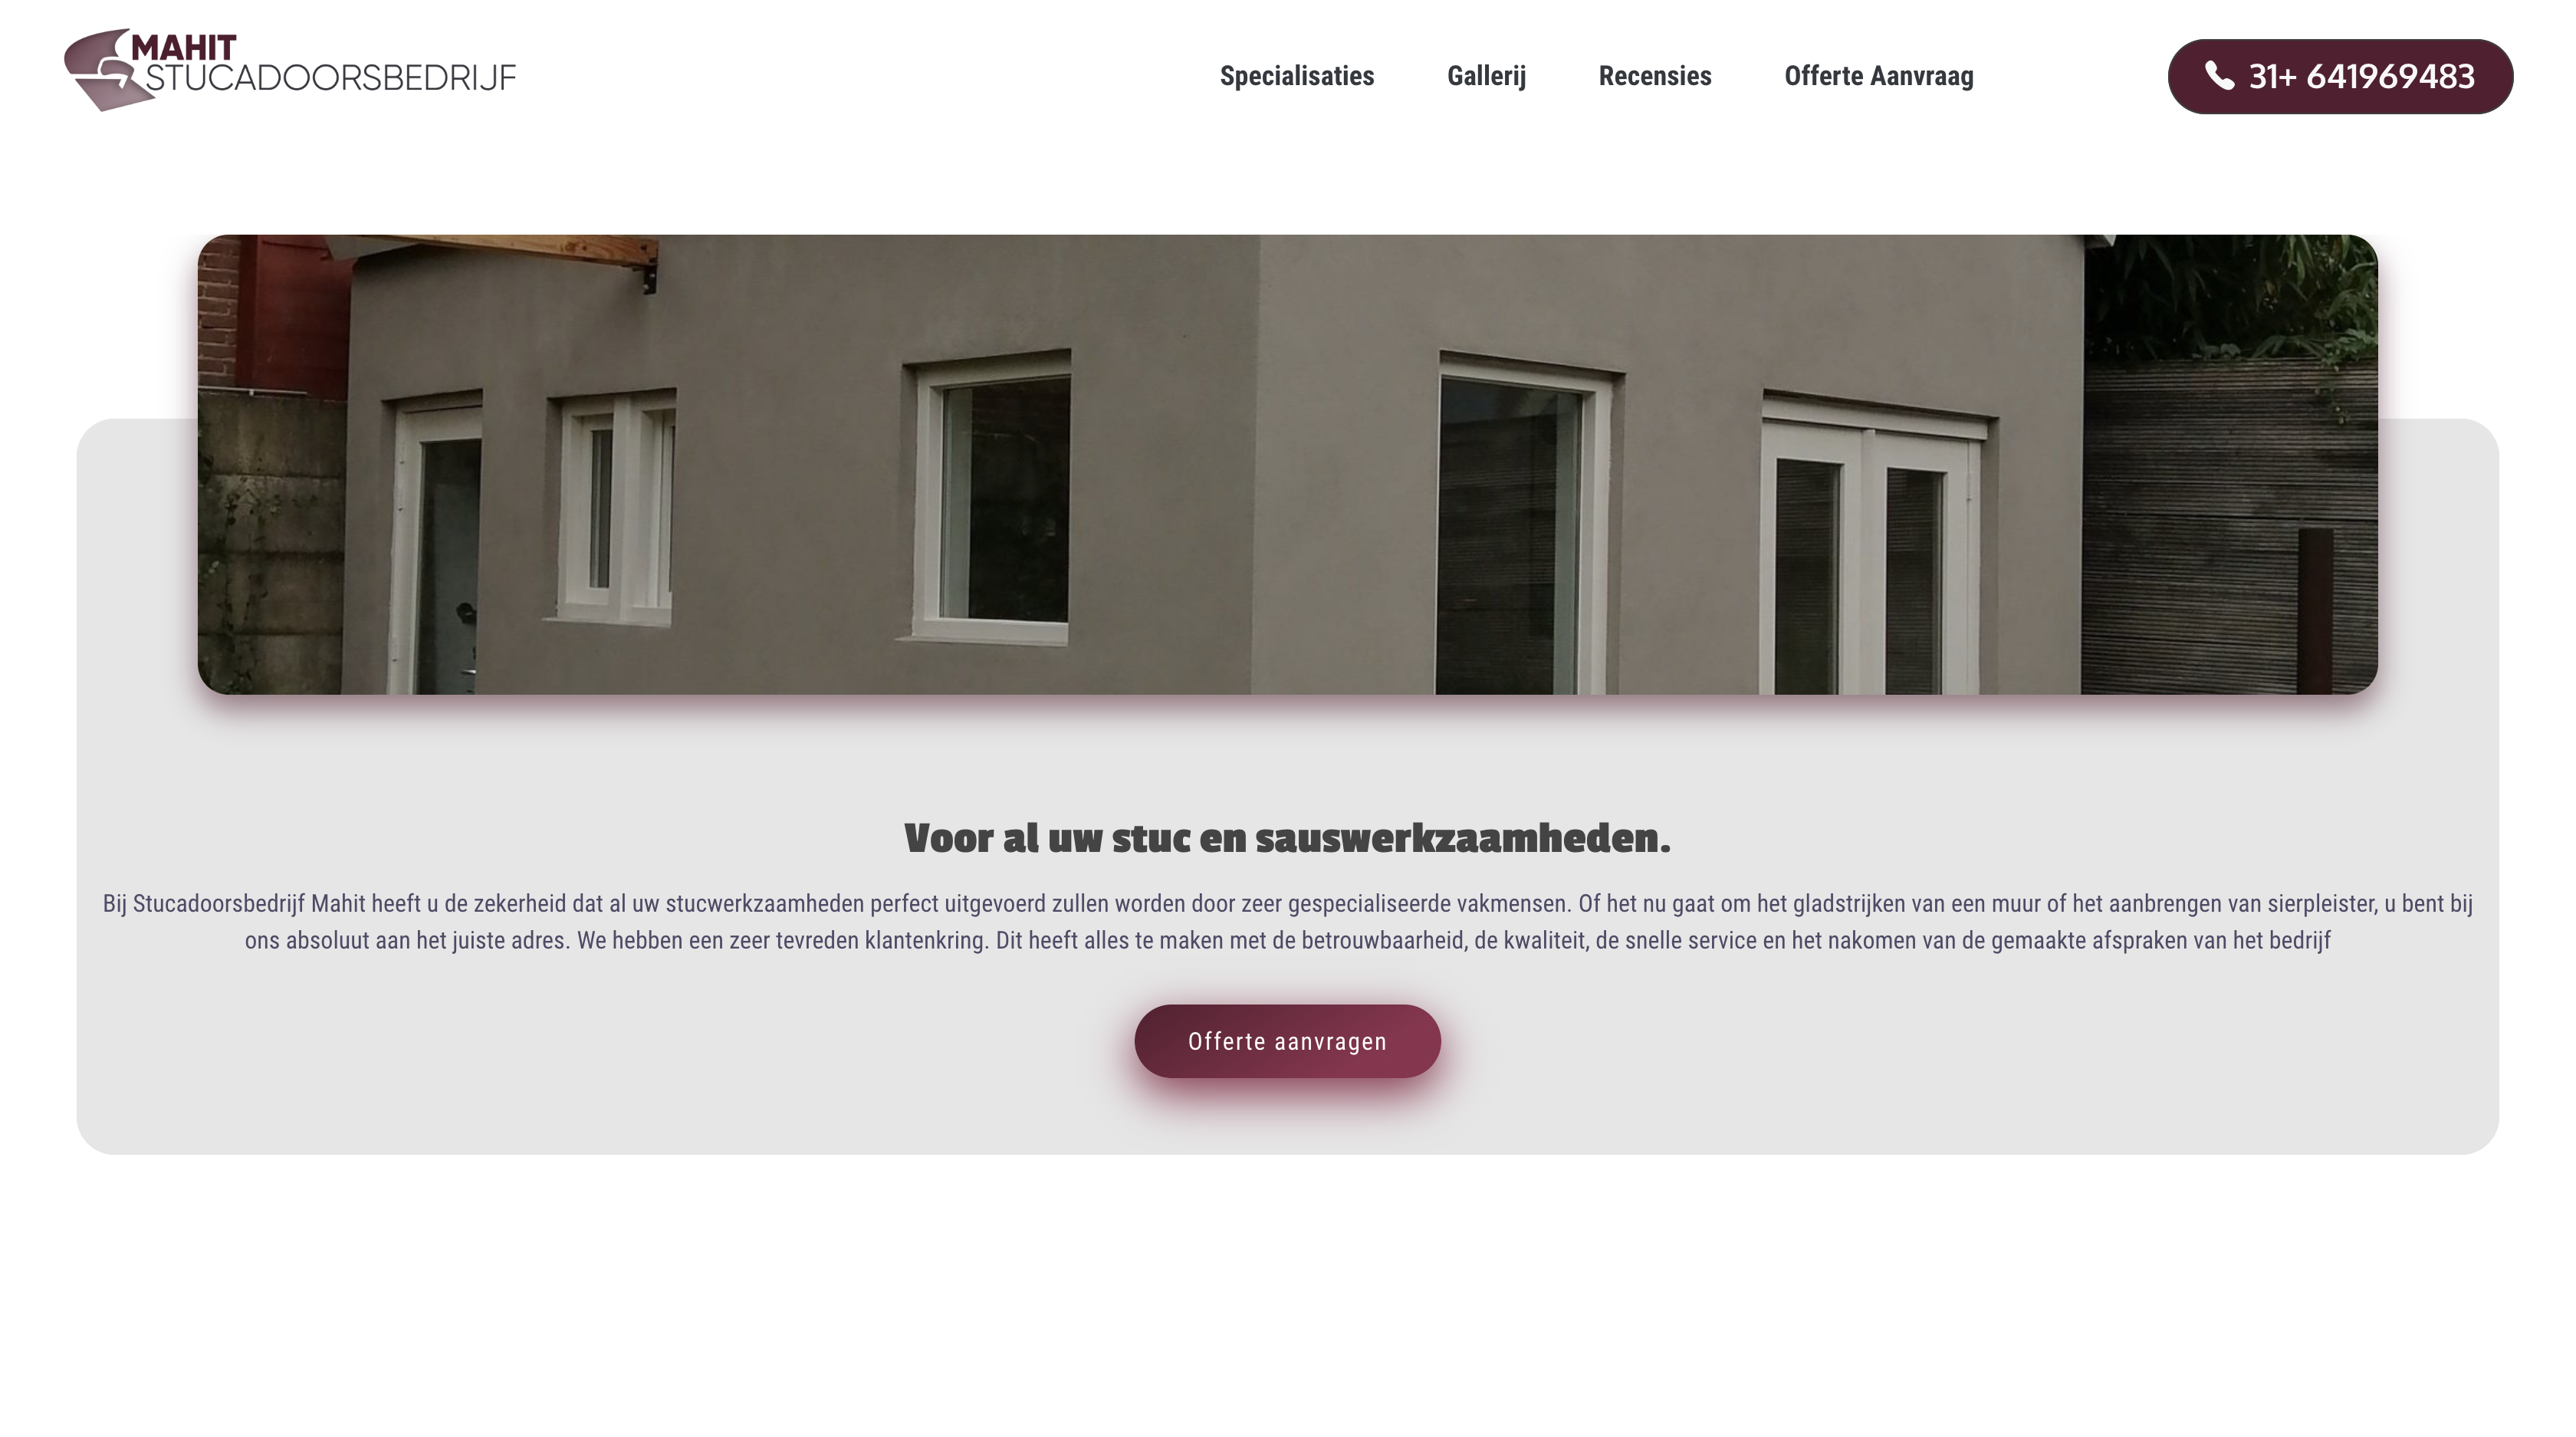 MAHIT
STUCADOORSBEDRIJF
Specialisaties
Gallerij
Recensies
Offerte Aanvraag
31+ 641969483
Voor al uw stuc en sauswerkzaamheden.
Bij Stucadoorsbedrijf Mahit heeft u de zekerheid dat al uw stucwerkzaamheden perfect uitgevoerd zullen worden door zeer gespecialiseerde vakmensen. Of het nu gaat om het gladstrijken van een muur of het aanbrengen van sierpleister, u bent bij
ons absoluut aan het juiste adres. We hebben een zeer tevreden klantenkring. Dit heeft alles te maken met de betrouwbaarheid, de kwaliteit, de snelle service en het nakomen van de gemaakte afspraken van het bedrijf
Offerte aanvragen